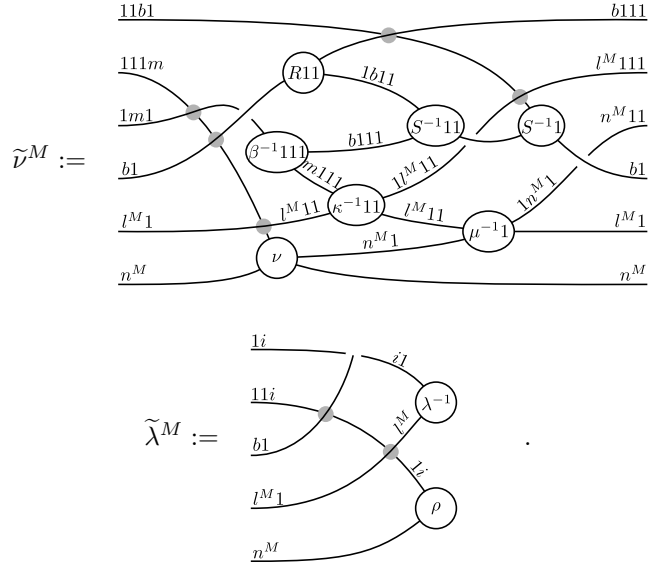 11b1 b111
111m R11 1b11 l^M111
1m1 S^{-1}11 S^{-1}1 n^M11
ν̃^M := β^{-1}111 b111
b1 m111 1l^M11 1n^M1 b1
l^M1 l^M11 κ^{-1}11 l^M11 μ^{-1}1 l^M1
n^M ν n^M1 n^M
1i i1
11i λ^{-1}
λ̃^M := b1 l^M .
l^M1 1i
n^M ρ